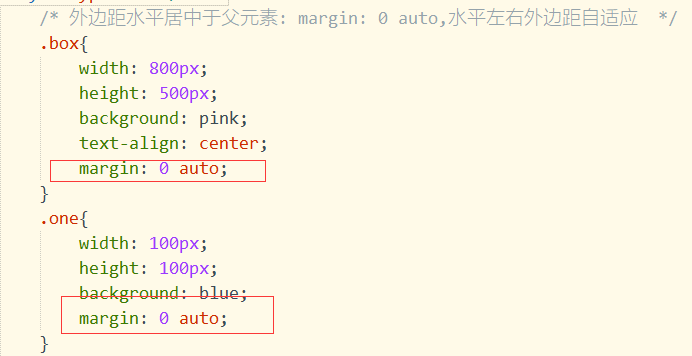 /* 外边距水平居中于父元素: margin: 0 auto,水平左右外边距自适应  */
.box{
width: 800px;
height: 500px;
background: pink;
text-align: center;
margin: 0 auto;
}
.one{
width: 100px;
height: 100px;
background: blue;
margin: 0 auto;
}